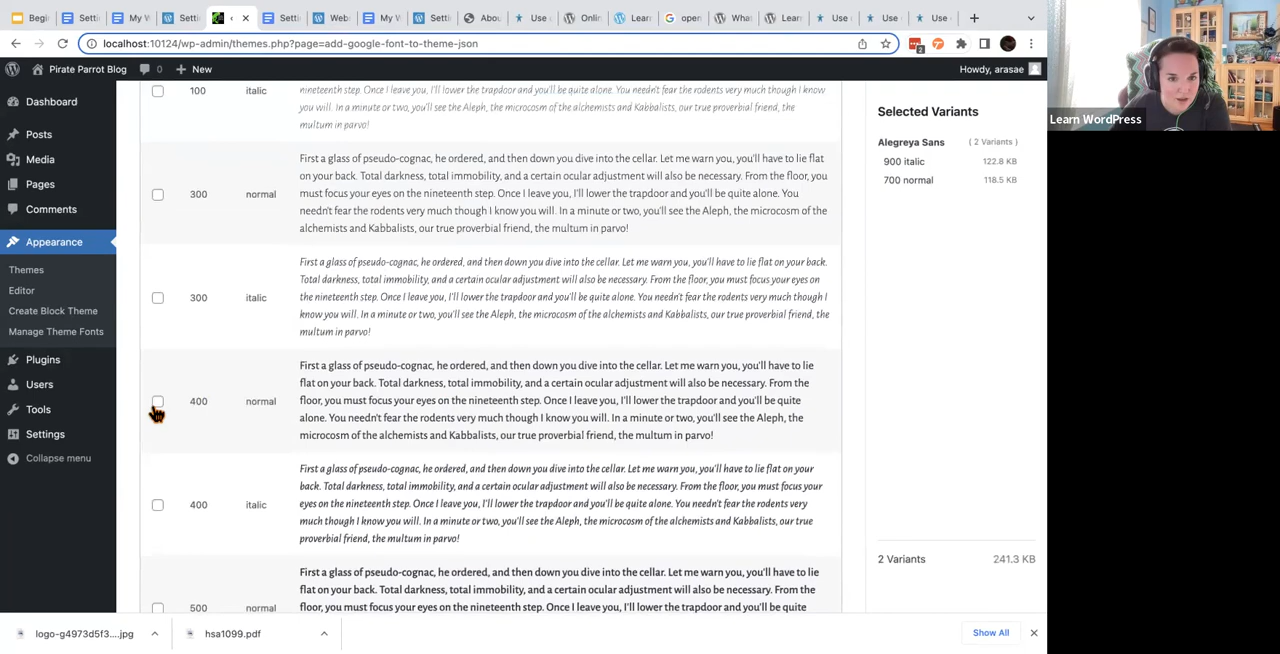 Begi
Setti
My W
Setti
‹
Setti
Web
My W
Setti
Abou
Use 
Onlin
Lear
open
Wha
Lear
Use 
Use 
Use 
localhost:10124/wp-admin/themes.php?page=add-google-font-to-theme-json
2
Pirate Parrot Blog
0
New
Howdy, arasae
Learn WordPress
Dashboard
Posts
Media
Pages
Comments
Appearance
Themes
Editor
Create Block Theme
Manage Theme Fonts
Plugins
Users
Tools
Settings
Collapse menu
100 italic
nineteenth step. Once I leave you, I'll lower the trapdoor and you'll be quite alone. You needn't fear the rodents very much though I know
you will. In a minute or two, you'll see the Aleph, the microcosm of the alchemists and Kabbalists, our true proverbial friend, the
multum in parvo!
300 normal
First a glass of pseudo-cognac, he ordered, and then down you dive into the cellar. Let me warn you, you'll have to lie flat
on your back. Total darkness, total immobility, and a certain ocular adjustment will also be necessary. From the floor, you
must focus your eyes on the nineteenth step. Once I leave you, I'll lower the trapdoor and you'll be quite alone. You
needn't fear the rodents very much though I know you will. In a minute or two, you'll see the Aleph, the microcosm of the
alchemists and Kabbalists, our true proverbial friend, the multum in parvo!
300 italic
First a glass of pseudo-cognac, he ordered, and then down you dive into the cellar. Let me warn you, you'll have to lie flat on your back.
Total darkness, total immobility, and a certain ocular adjustment will also be necessary. From the floor, you must focus your eyes on
the nineteenth step. Once I leave you, I'll lower the trapdoor and you'll be quite alone. You needn't fear the rodents very much though I
know you will. In a minute or two, you'll see the Aleph, the microcosm of the alchemists and Kabbalists, our true proverbial friend, the
multum in parvo!
400 normal
First a glass of pseudo-cognac, he ordered, and then down you dive into the cellar. Let me warn you, you'll have to lie
flat on your back. Total darkness, total immobility, and a certain ocular adjustment will also be necessary. From the
floor, you must focus your eyes on the nineteenth step. Once I leave you, I'll lower the trapdoor and you'll be quite
alone. You needn't fear the rodents very much though I know you will. In a minute or two, you'll see the Aleph, the
microcosm of the alchemists and Kabbalists, our true proverbial friend, the multum in parvo!
400 italic
First a glass of pseudo-cognac, he ordered, and then down you dive into the cellar. Let me warn you, you'll have to lie flat on your
back. Total darkness, total immobility, and a certain ocular adjustment will also be necessary. From the floor, you must focus your
eyes on the nineteenth step. Once I leave you, I'll lower the trapdoor and you'll be quite alone. You needn't fear the rodents very
much though I know you will. In a minute or two, you'll see the Aleph, the microcosm of the alchemists and Kabbalists, our true
proverbial friend, the multum in parvo!
500 normal
First a glass of pseudo-cognac, he ordered, and then down you dive into the cellar. Let me warn you, you'll have to lie
flat on your back. Total darkness, total immobility, and a certain ocular adjustment will also be necessary. From the
floor, you must focus your eyes on the nineteenth step. Once I leave you, I'll lower the trapdoor and you'll be quite
Selected Variants
Alegreya Sans ( 2 Variants )
900 italic 122.8 KB
700 normal 118.5 KB
2 Variants 241.3 KB
logo-g4973d5f3....jpg
hsa1099.pdf
Show All